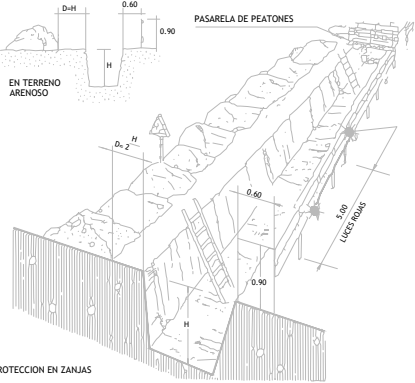 D=H
0.60
0.90
H
EN TERRENO
ARENOSO
PASARELA DE PEATONES
H
D= 2
0.60
5.00
LUCES ROJAS
0.90
H
ROTECCION EN ZANJAS